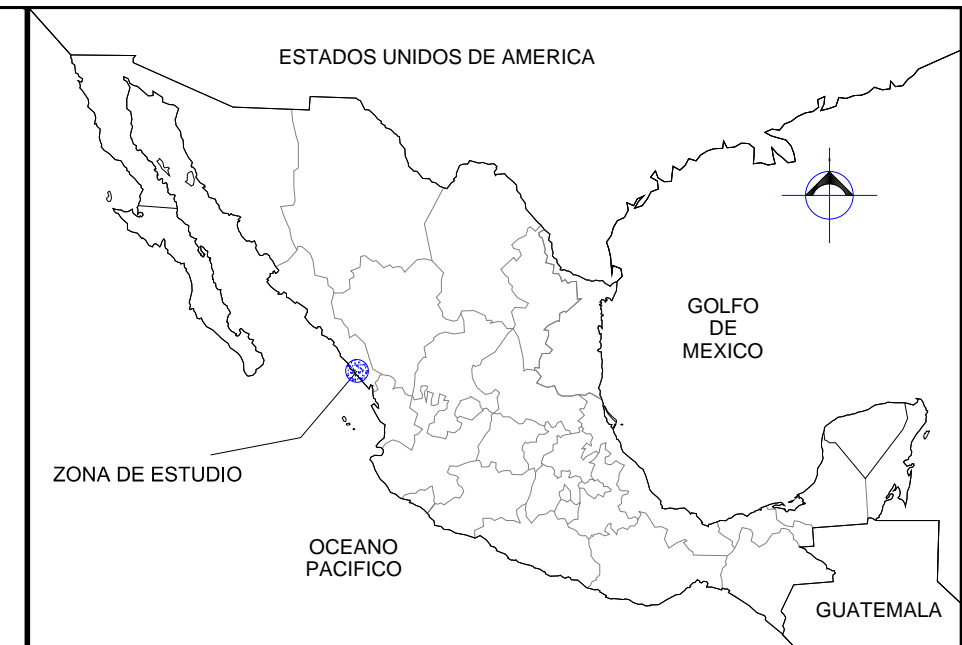 ESTADOS UNIDOS DE AMERICA
GOLFO
DE
MEXICO
ZONA DE ESTUDIO
OCEANO
PACIFICO
GUATEMALA